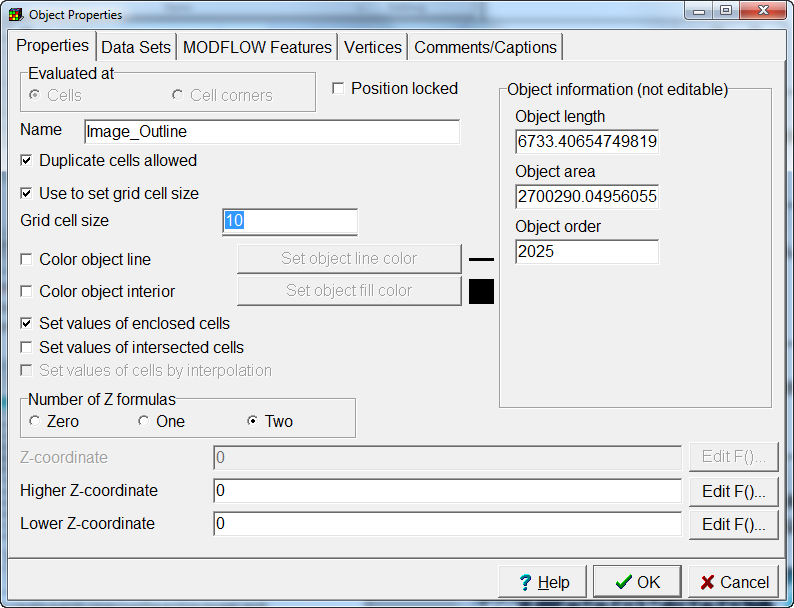 Object Properties
Properties Data Sets MODFLOW Features Vertices Comments/Captions
Evaluated at
Cells Cell corners
Position locked
Name Image_Outline
Duplicate cells allowed
Use to set grid cell size
Grid cell size 10
Color object line Set object line color
Color object interior Set object fill color
Set values of enclosed cells
Set values of intersected cells
Set values of cells by interpolation
Number of Z formulas
Zero One Two
Object information (not editable)
Object length
6733.40654749819
Object area
2700290.04956055
Object order
2025
Z-coordinate 0 Edit F()...
Higher Z-coordinate 0 Edit F()...
Lower Z-coordinate 0 Edit F()...
? Help OK Cancel